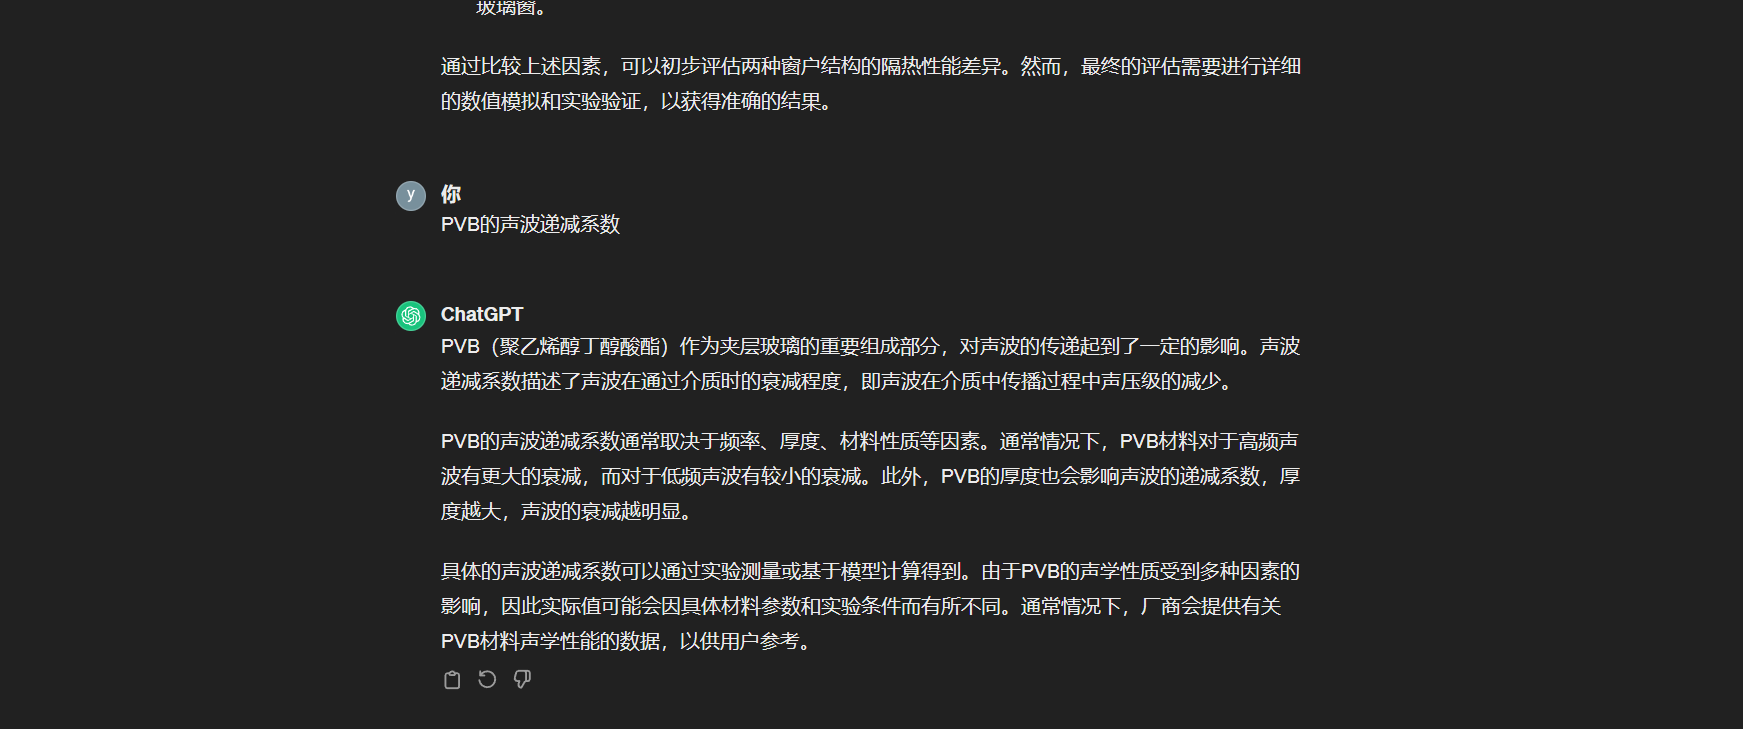 玻璃窗。
通过比较上述因素，可以初步评估两种窗户结构的隔热性能差异。然而，最终的评估需要进行详细
的数值模拟和实验验证，以获得准确的结果。
y
你
PVB的声波递减系数
ChatGPT
PVB（聚乙烯醇丁醇酸酯）作为夹层玻璃的重要组成部分，对声波的传递起到了一定的影响。声波
递减系数描述了声波在通过介质时的衰减程度，即声波在介质中传播过程中声压级的减少。
PVB的声波递减系数通常取决于频率、厚度、材料性质等因素。通常情况下，PVB材料对于高频声
波有更大的衰减，而对于低频声波有较小的衰减。此外，PVB的厚度也会影响声波的递减系数，厚
度越大，声波的衰减越明显。
具体的声波递减系数可以通过实验测量或基于模型计算得到。由于PVB的声学性质受到多种因素的
影响，因此实际值可能会因具体材料参数和实验条件而有所不同。通常情况下，厂商会提供有关
PVB材料声学性能的数据，以供用户参考。